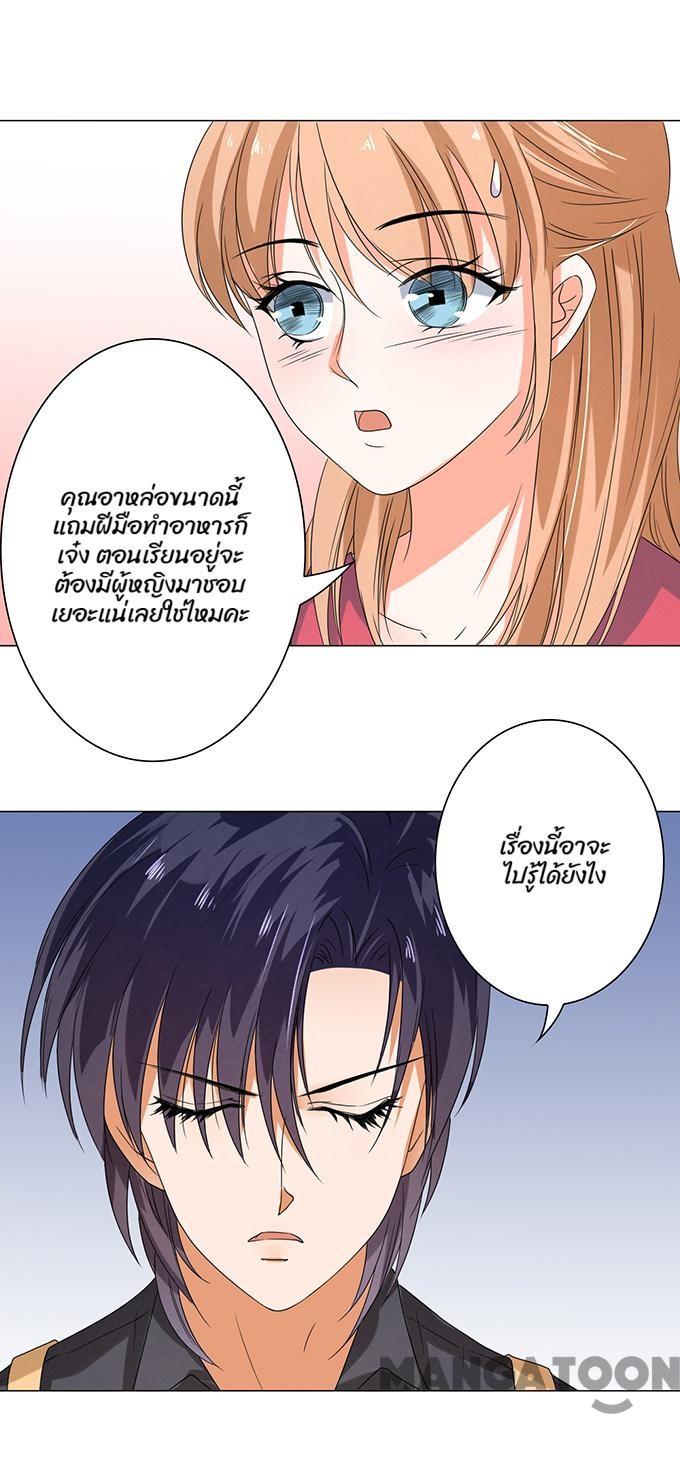 คุณอาหล่อขนาดนี้
แถมฝีมือทำอาหารก็
เจ๋ง ตอนเรียนอยู่จะ
ต้องมีผู้หญิงมาชอบ
เยอะแน่เลยใช่ไหมคะ
เรื่องนี้อาจะ
ไปรู้ได้ยังไง
MANGATOON